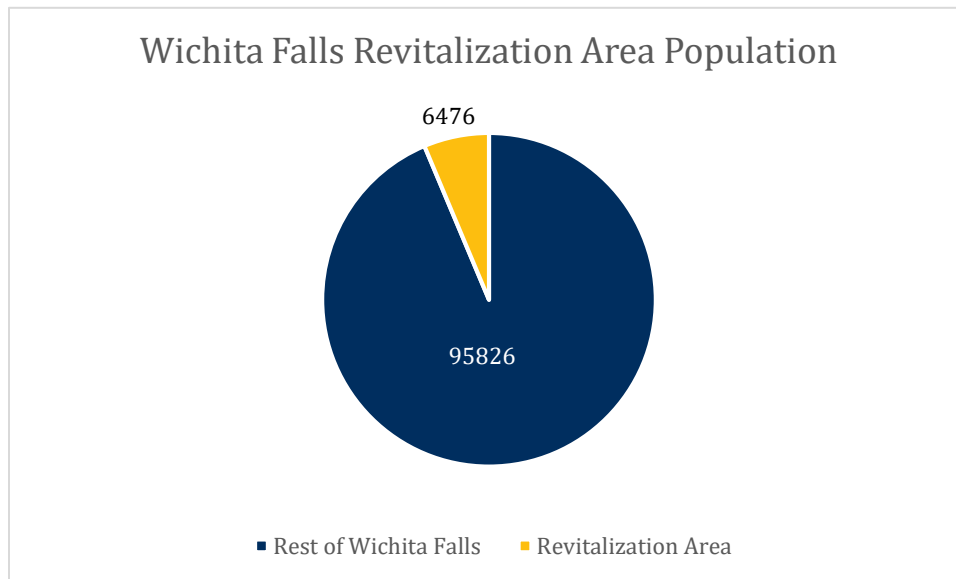 Wichita Falls Revitalization Area Population
6476
95826
Rest of Wichita Falls
Revitalization Area